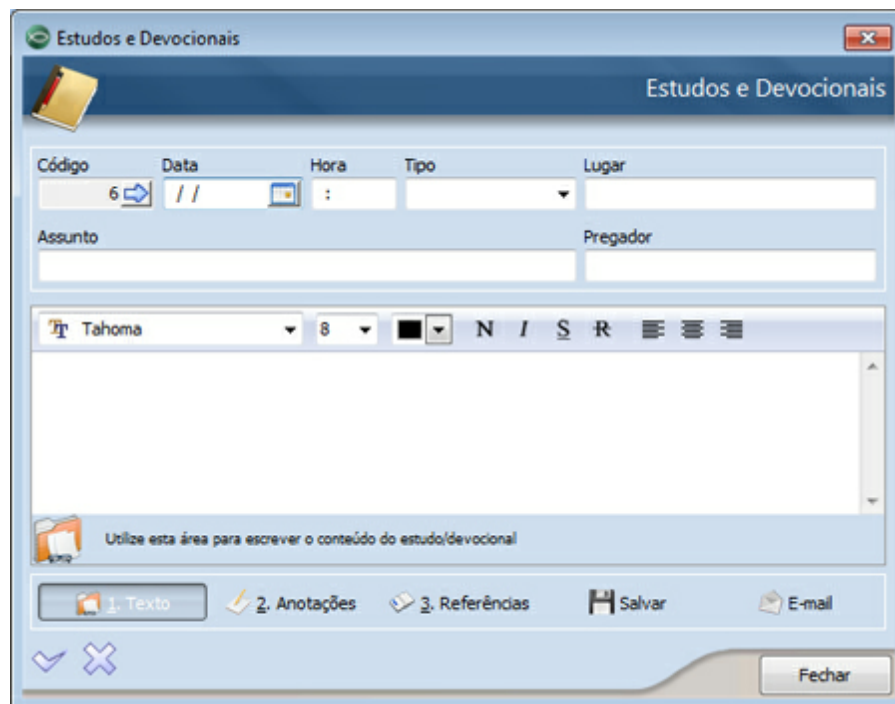 Estudos e Devocionais
Estudos e Devocionais
Código Data Hora Tipo Lugar
6 / / :
Assunto Pregador
Tahoma 8 N I S R
Utilize esta área para escrever o conteúdo do estudo/devocional
1. Texto 2. Anotações 3. Referências Salvar E-mail
Fechar